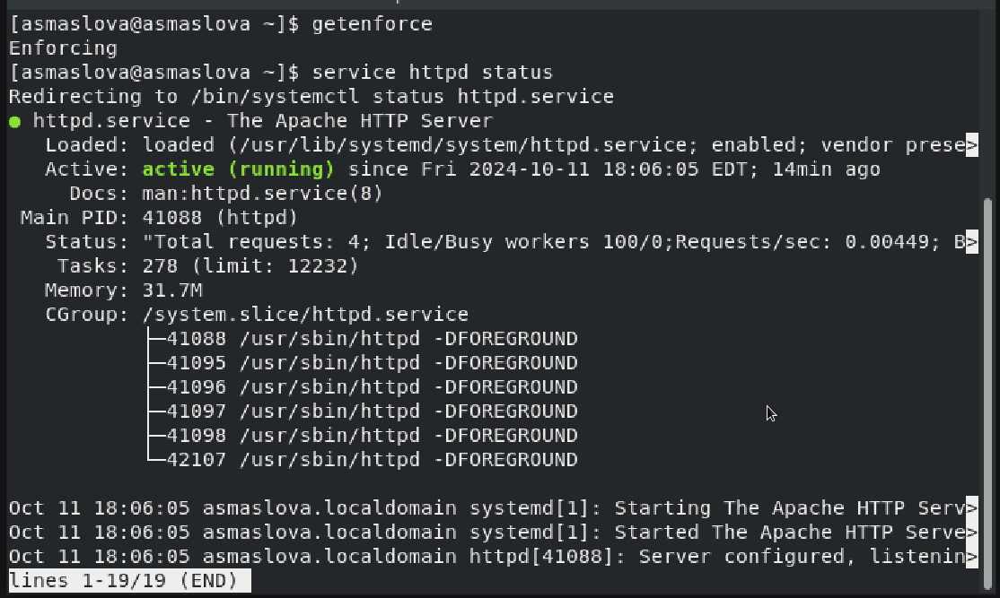 [asmaslova@asmaslova ~]$ getenforce
Enforcing
[asmaslova@asmaslova ~]$ service httpd status
Redirecting to /bin/systemctl status httpd.service
● httpd.service - The Apache HTTP Server
   Loaded: loaded (/usr/lib/systemd/system/httpd.service; enabled; vendor prese>
   Active: active (running) since Fri 2024-10-11 18:06:05 EDT; 14min ago
     Docs: man:httpd.service(8)
 Main PID: 41088 (httpd)
   Status: "Total requests: 4; Idle/Busy workers 100/0;Requests/sec: 0.00449; B>
    Tasks: 278 (limit: 12232)
   Memory: 31.7M
   CGroup: /system.slice/httpd.service
           ├─41088 /usr/sbin/httpd -DFOREGROUND
           ├─41095 /usr/sbin/httpd -DFOREGROUND
           ├─41096 /usr/sbin/httpd -DFOREGROUND
           ├─41097 /usr/sbin/httpd -DFOREGROUND
           ├─41098 /usr/sbin/httpd -DFOREGROUND
           └─42107 /usr/sbin/httpd -DFOREGROUND

Oct 11 18:06:05 asmaslova.localdomain systemd[1]: Starting The Apache HTTP Serv>
Oct 11 18:06:05 asmaslova.localdomain systemd[1]: Started The Apache HTTP Serve>
Oct 11 18:06:05 asmaslova.localdomain httpd[41088]: Server configured, listenin>
lines 1-19/19 (END)